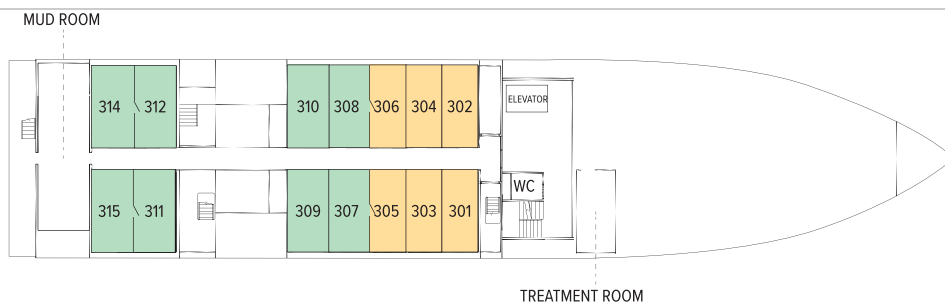 MUD ROOM
314 312 310 308 306 304 302 ELEVATOR
WC
315 311 309 307 305 303 301
TREATMENT ROOM